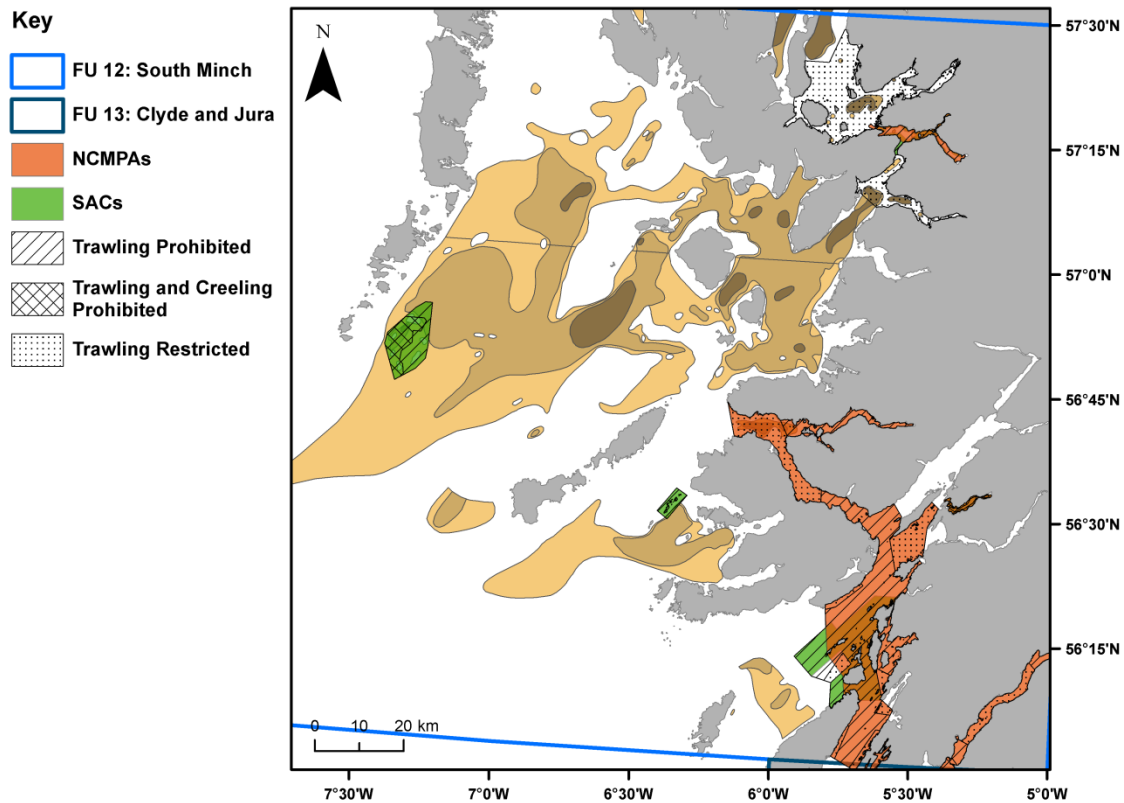 Key
FU 12: South Minch
FU 13: Clyde and Jura
NCMPAs
SACs
Trawling Prohibited
Trawling and Creeling
Prohibited
Trawling Restricted
N
57°30'N
57°15'N
57°0'N
56°45'N
56°30'N
56°15'N
0 10 20 km
7°30'W 7°0'W 6°30'W 6°0'W 5°30'W 5°0'W